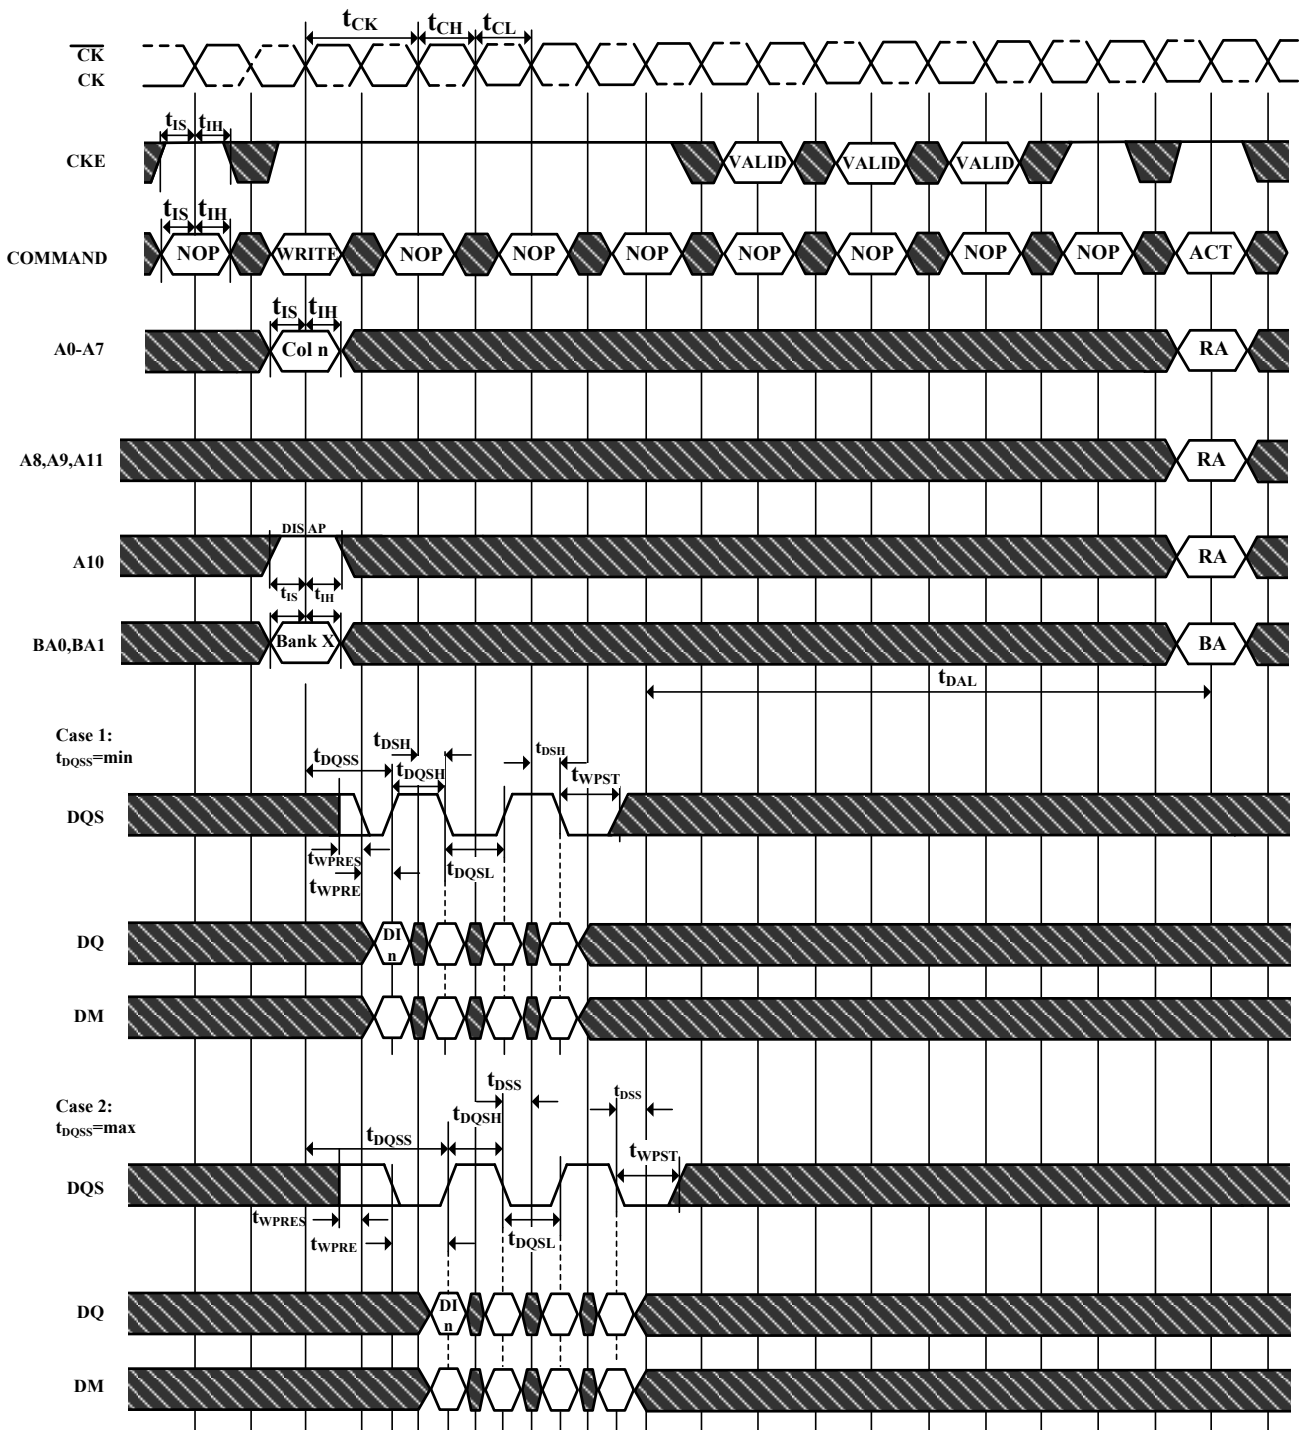 tCK tCH tCL
CK
CK
tIS tIH
CKE VALID VALID VALID
tIS tIH
COMMAND NOP WRITE NOP NOP NOP NOP NOP NOP NOP ACT
tIS tIH
A0-A7 Col n RA
A8,A9,A11 RA
DIS AP
A10 RA
tIS tIH
BA0,BA1 Bank X BA
tDAL
Case 1:
tDQSS=min
tDSH tDSH
tDQSS tDQSH tWPST
DQS
tWPRES tDQSL
tWPRE
DQ DI
n
DM
tDSS tDSS
Case 2:
tDQSS=max
tDQSS tDQSH tWPST
DQS
tWPRES tWPRE tDQSL
DQ DI
n
DM